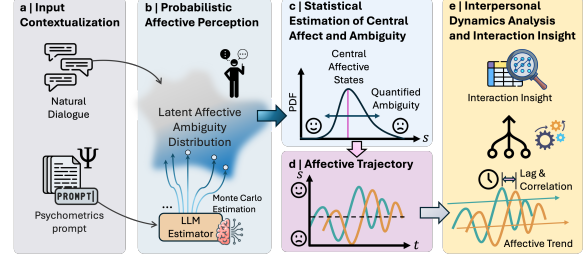 a | Input
Contextualization
Natural
Dialogue
Ψ
PROMPT|
Psychometrics
prompt
b | Probabilistic
Affective Perception
Latent Affective
Ambiguity
Distribution
...
Monte Carlo
Estimation
LLM
Estimator
c | Statistical
Estimation of Central
Affect and Ambiguity
Central
Affective
States
Quantified
Ambiguity
PDF
s
d | Affective Trajectory
s
t
e | Interpersonal
Dynamics Analysis
and Interaction Insight
Interaction Insight
Lag &
Correlation
Affective Trend